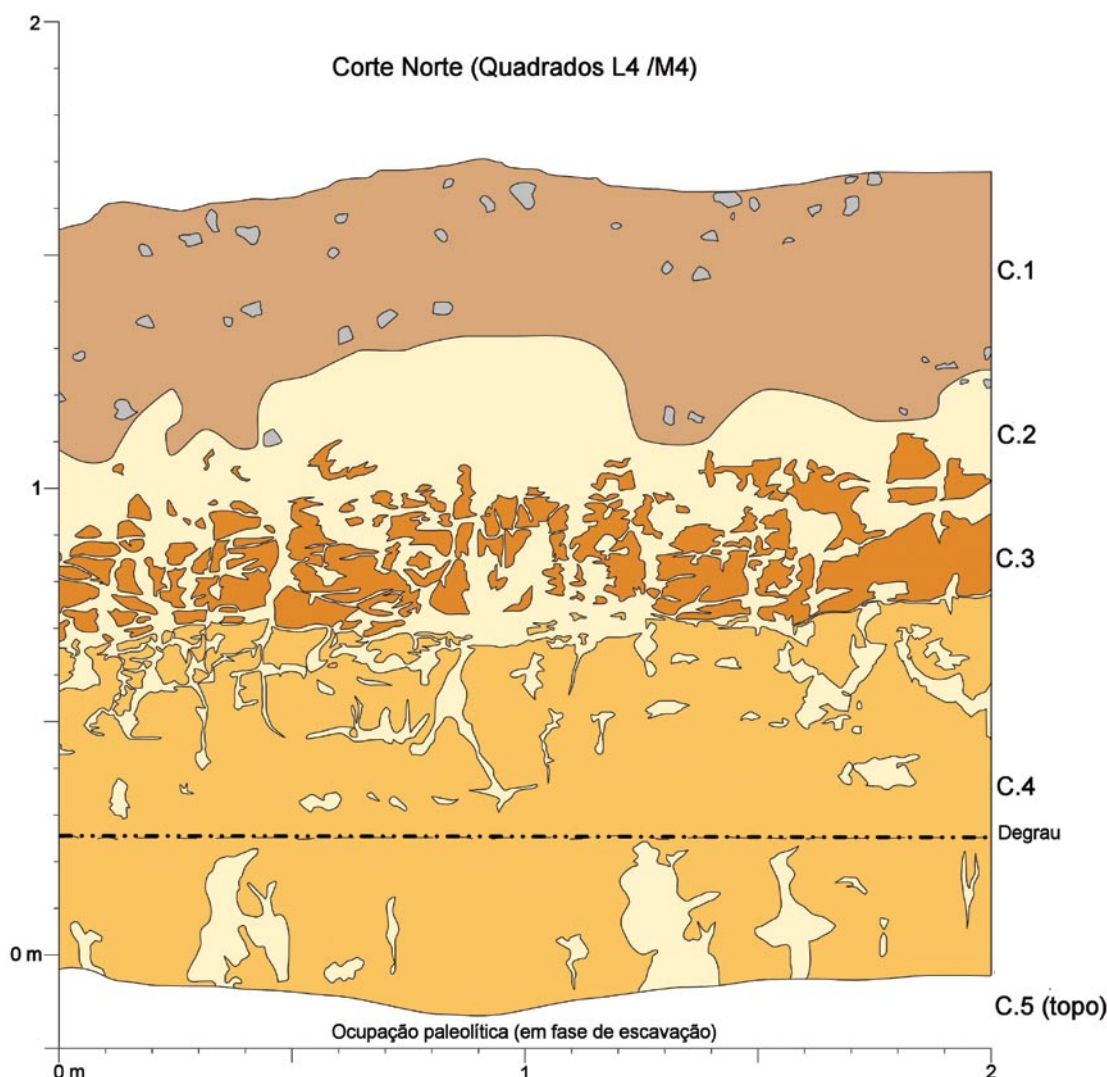 2
Corte Norte (Quadrados L4 /M4)
C.1
C.2
1
C.3
C.4
Degrau
0 m
C.5 (topo)
Ocupação paleolítica (em fase de escavação)
0 m
1
2